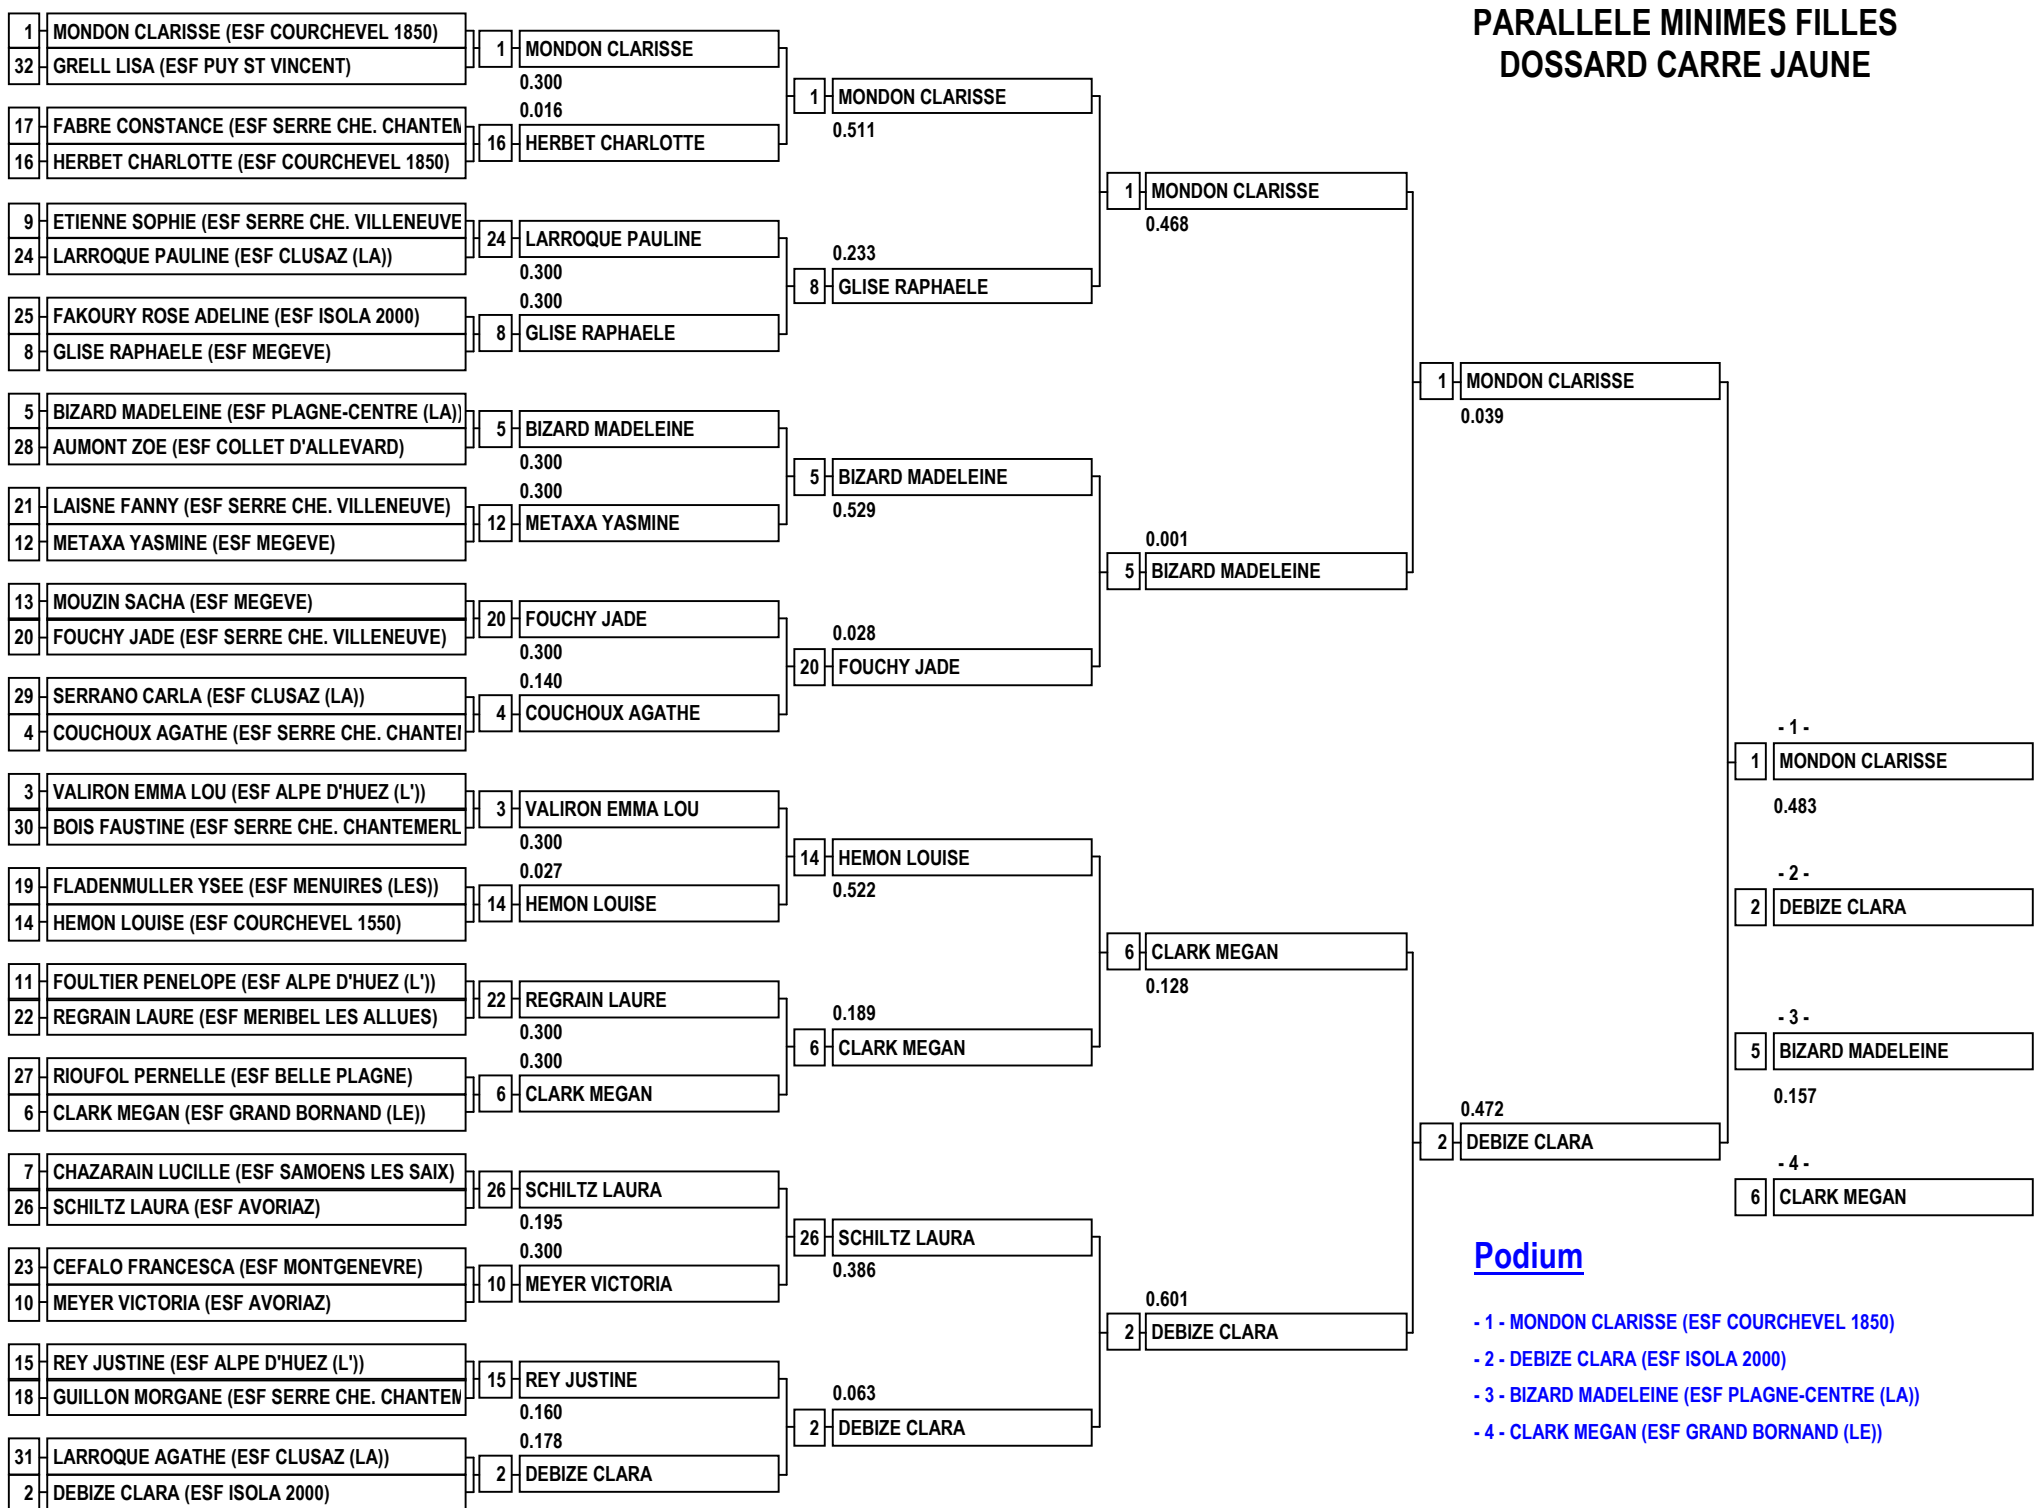 PARALLELE MINIMES FILLES
DOSSARD CARRE JAUNE
1 MONDON CLARISSE (ESF COURCHEVEL 1850)
32 GRELL LISA (ESF PUY ST VINCENT)
17 FABRE CONSTANCE (ESF SERRE CHE. CHANTEM
16 HERBET CHARLOTTE (ESF COURCHEVEL 1850)
9 ETIENNE SOPHIE (ESF SERRE CHE. VILLENEUVE
24 LARROQUE PAULINE (ESF CLUSAZ (LA))
25 FAKOURY ROSE ADELINE (ESF ISOLA 2000)
8 GLISE RAPHAELE (ESF MEGEVE)
5 BIZARD MADELEINE (ESF PLAGNE-CENTRE (LA))
28 AUMONT ZOE (ESF COLLET D'ALLEVARD)
21 LAISNE FANNY (ESF SERRE CHE. VILLENEUVE)
12 METAXA YASMINE (ESF MEGEVE)
13 MOUZIN SACHA (ESF MEGEVE)
20 FOUCHY JADE (ESF SERRE CHE. VILLENEUVE)
29 SERRANO CARLA (ESF CLUSAZ (LA))
4 COUCHOUX AGATHE (ESF SERRE CHE. CHANTEI
3 VALIRON EMMA LOU (ESF ALPE D'HUEZ (L'))
30 BOIS FAUSTINE (ESF SERRE CHE. CHANTEMERL
19 FLADENMULLER YSEE (ESF MENUIRES (LES))
14 HEMON LOUISE (ESF COURCHEVEL 1550)
11 FOULTIER PENELOPE (ESF ALPE D'HUEZ (L'))
22 REGRAIN LAURE (ESF MERIBEL LES ALLUES)
27 RIOUFOL PERNELLE (ESF BELLE PLAGNE)
6 CLARK MEGAN (ESF GRAND BORNAND (LE))
7 CHAZARAIN LUCILLE (ESF SAMOENS LES SAIX)
26 SCHILTZ LAURA (ESF AVORIAZ)
23 CEFALO FRANCESCA (ESF MONTGENEVRE)
10 MEYER VICTORIA (ESF AVORIAZ)
15 REY JUSTINE (ESF ALPE D'HUEZ (L'))
18 GUILLON MORGANE (ESF SERRE CHE. CHANTEM
31 LARROQUE AGATHE (ESF CLUSAZ (LA))
2 DEBIZE CLARA (ESF ISOLA 2000)
1 MONDON CLARISSE
0.300
0.016
16 HERBET CHARLOTTE
24 LARROQUE PAULINE
0.300
0.300
8 GLISE RAPHAELE
5 BIZARD MADELEINE
0.300
0.300
12 METAXA YASMINE
20 FOUCHY JADE
0.300
0.140
4 COUCHOUX AGATHE
3 VALIRON EMMA LOU
0.300
0.027
14 HEMON LOUISE
22 REGRAIN LAURE
0.300
0.300
6 CLARK MEGAN
26 SCHILTZ LAURA
0.195
0.300
10 MEYER VICTORIA
15 REY JUSTINE
0.160
0.178
2 DEBIZE CLARA
1 MONDON CLARISSE
0.511
0.233
8 GLISE RAPHAELE
5 BIZARD MADELEINE
0.529
0.028
20 FOUCHY JADE
14 HEMON LOUISE
0.522
0.189
6 CLARK MEGAN
26 SCHILTZ LAURA
0.386
0.063
2 DEBIZE CLARA
1 MONDON CLARISSE
0.468
0.001
5 BIZARD MADELEINE
6 CLARK MEGAN
0.128
0.601
2 DEBIZE CLARA
1 MONDON CLARISSE
0.039
0.472
2 DEBIZE CLARA
- 1 -
1 MONDON CLARISSE
0.483
- 2 -
2 DEBIZE CLARA
- 3 -
5 BIZARD MADELEINE
0.157
- 4 -
6 CLARK MEGAN
Podium
- 1 - MONDON CLARISSE (ESF COURCHEVEL 1850)
- 2 - DEBIZE CLARA (ESF ISOLA 2000)
- 3 - BIZARD MADELEINE (ESF PLAGNE-CENTRE (LA))
- 4 - CLARK MEGAN (ESF GRAND BORNAND (LE))